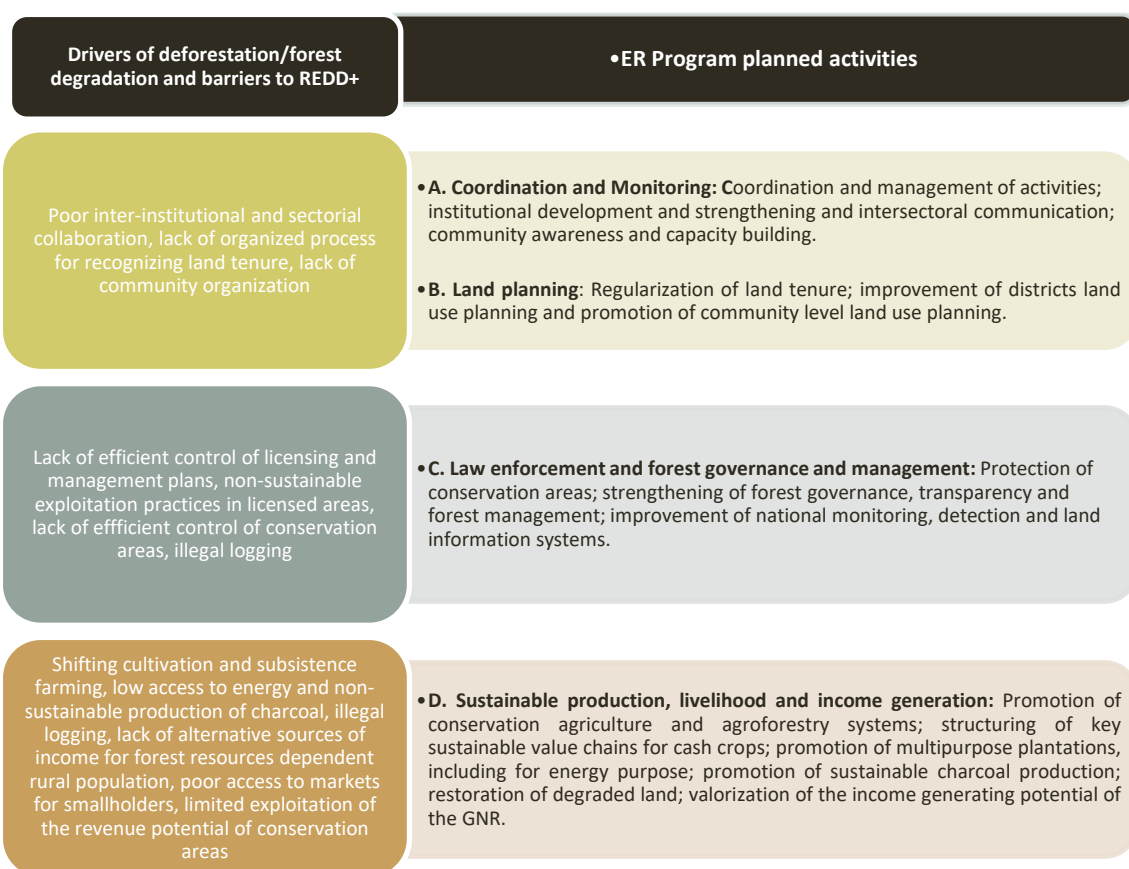 Drivers of deforestation/forest
degradation and barriers to REDD+
•ER Program planned activities
Poor inter-institutional and sectorial
collaboration, lack of organized process
for recognizing land tenure, lack of
community organization
•A. Coordination and Monitoring: Coordination and management of activities;
institutional development and strengthening and intersectoral communication;
community awareness and capacity building.
•B. Land planning: Regularization of land tenure; improvement of districts land
use planning and promotion of community level land use planning.
Lack of efficient control of licensing and
management plans, non-sustainable
exploitation practices in licensed areas,
lack of effficient control of conservation
areas, illegal logging
•C. Law enforcement and forest governance and management: Protection of
conservation areas; strengthening of forest governance, transparency and
forest management; improvement of national monitoring, detection and land
information systems.
Shifting cultivation and subsistence
farming, low access to energy and non-
sustainable production of charcoal, illegal
logging, lack of alternative sources of
income for forest resources dependent
rural population, poor access to markets
for smallholders, limited exploitation of
the revenue potential of conservation
areas
•D. Sustainable production, livelihood and income generation: Promotion of
conservation agriculture and agroforestry systems; structuring of key
sustainable value chains for cash crops; promotion of multipurpose plantations,
including for energy purpose; promotion of sustainable charcoal production;
restoration of degraded land; valorization of the income generating potential of
the GNR.